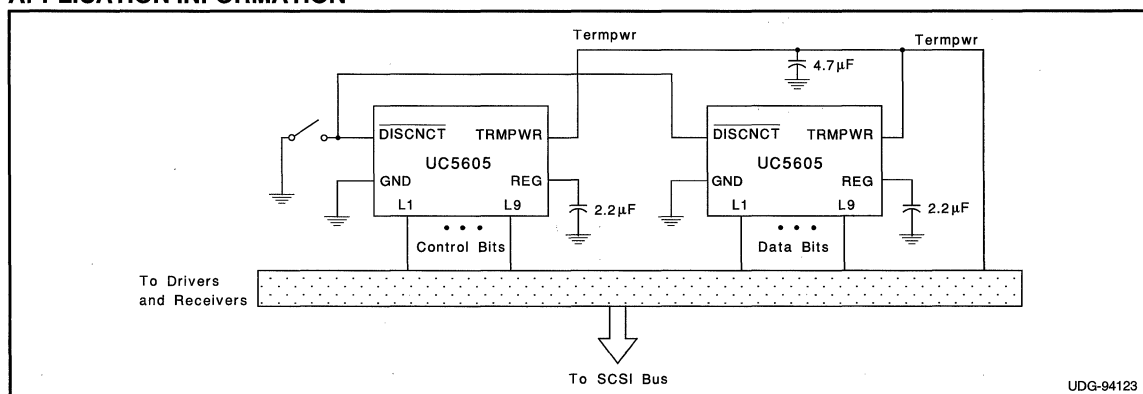 APPLICATION INFORMATION
Termpwr
Termpwr
4.7µF
DISCNCT TRMPWR
UC5605
GND REG
L1 L9
2.2µF
• • •
Control Bits
DISCNCT TRMPWR
UC5605
GND REG
L1 L9
2.2µF
• • •
Data Bits
To Drivers
and Receivers
To SCSI Bus
UDG-94123